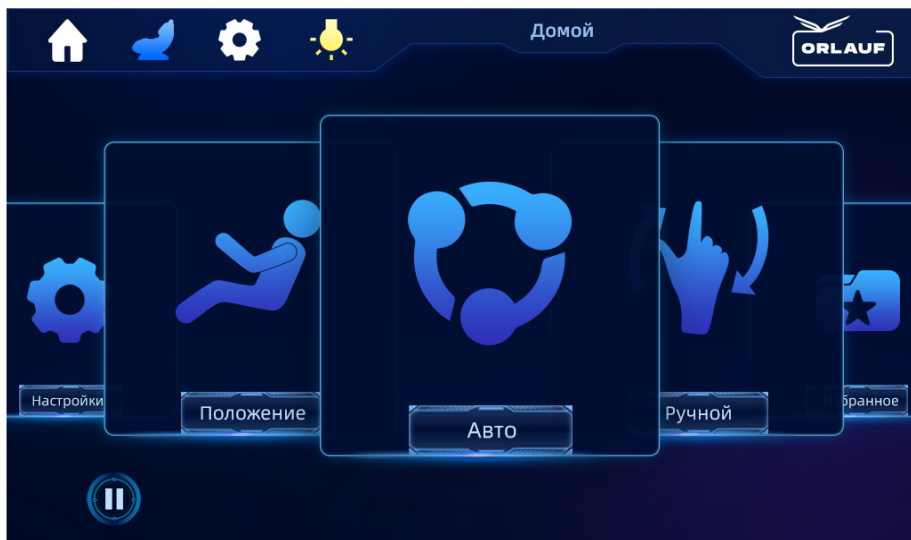 Домой
ORLAUF
Настройки
Положение
Авто
Ручной
Избранное